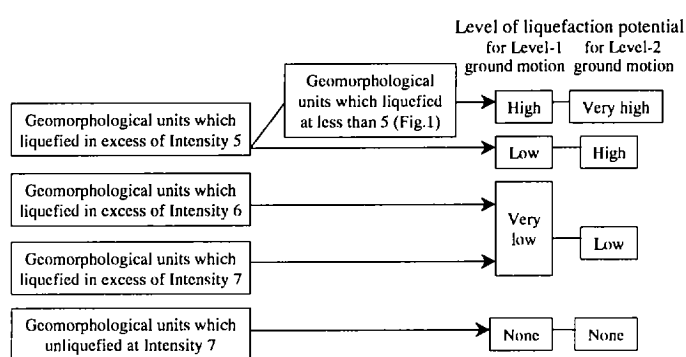 Level of liquefaction potential
for Level-1 for Level-2
ground motion ground motion
Geomorphological
units which liquefied
at less than 5 (Fig.1)
High
Very high
Geomorphological units which
liquefied in excess of Intensity 5
Low
High
Geomorphological units which
liquefied in excess of Intensity 6
Very
low
Low
Geomorphological units which
liquefied in excess of Intensity 7
Geomorphological units which
unliquefied at Intensity 7
None
None